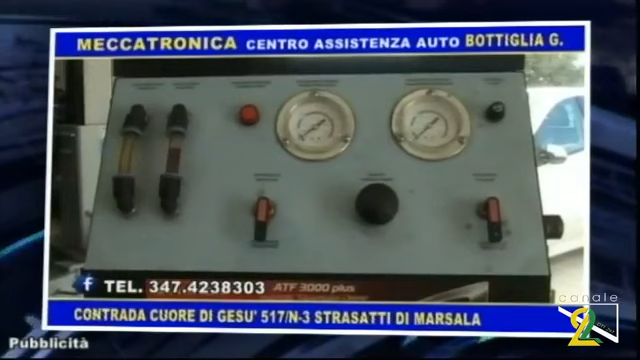 MECCATRONICA CENTRO ASSISTENZA AUTO BOTTIGLIA G.
f TEL. 347.4238303
ATF 3000 plus
CONTRADA CUORE DI GESU' 517/N-3 STRASATTI DI MARSALA
canale
2
Pubblicità